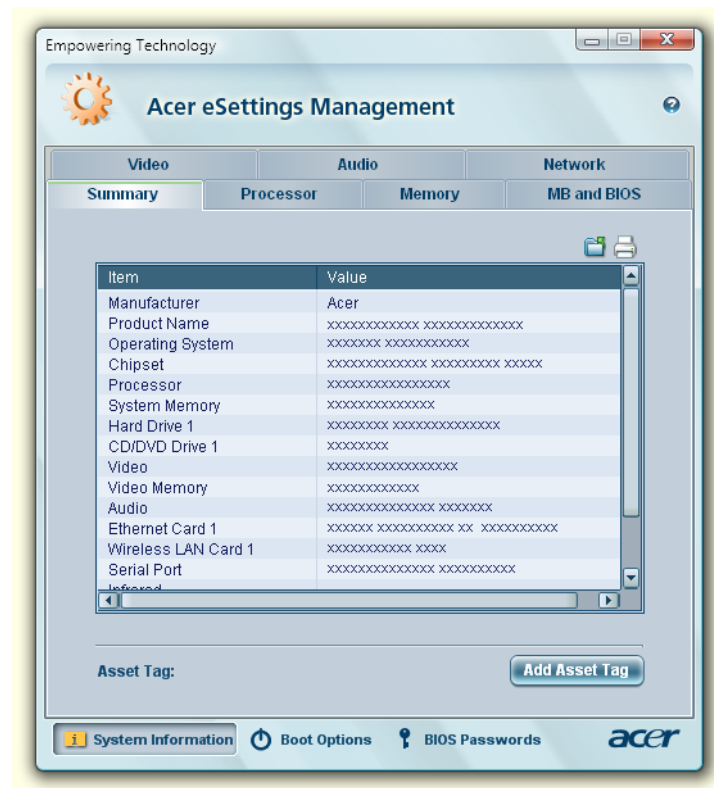 Empowering Technology
Acer eSettings Management
Video Audio Network
Summary Processor Memory MB and BIOS
Item Value
Manufacturer Acer
Product Name xxxxxxxxxxxx xxxxxxxxxxxxx
Operating System xxxxxxx xxxxxxxxxxx
Chipset xxxxxxxxxxxxx xxxxxxxxx xxxxx
Processor xxxxxxxxxxxxxxxx
System Memory xxxxxxxxxxxxxx
Hard Drive 1 xxxxxxxx xxxxxxxxxxxxxx
CD/DVD Drive 1 xxxxxxxx
Video xxxxxxxxxxxxxxxxx
Video Memory xxxxxxxxxxxx
Audio xxxxxxxxxxxxxx xxxxxxx
Ethernet Card 1 xxxxxx xxxxxxxxxx xx xxxxxxxxxx
Wireless LAN Card 1 xxxxxxxxxxx xxxx
Serial Port xxxxxxxxxxxxxx xxxxxxxxxx
Infrared
Asset Tag: Add Asset Tag
System Information Boot Options BIOS Passwords acer